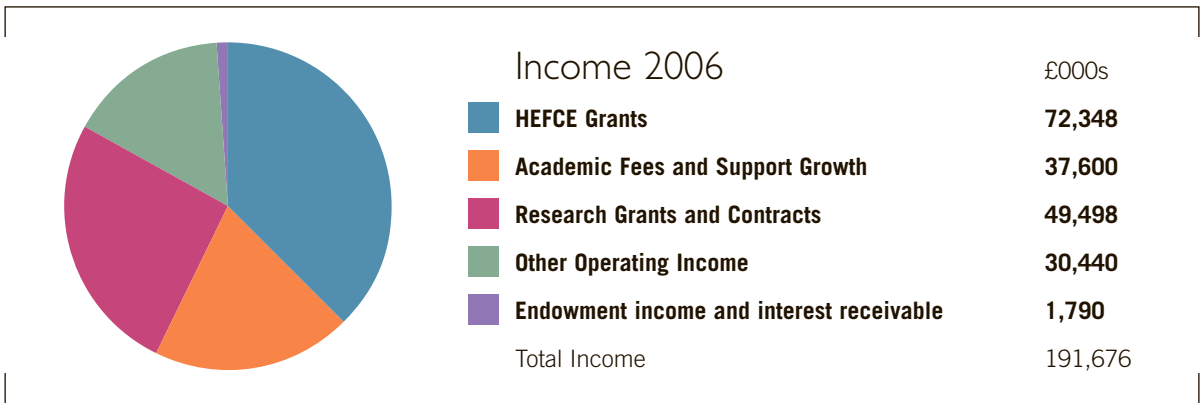 Income 2006 £000s
HEFCE Grants 72,348
Academic Fees and Support Growth 37,600
Research Grants and Contracts 49,498
Other Operating Income 30,440
Endowment income and interest receivable 1,790
Total Income 191,676